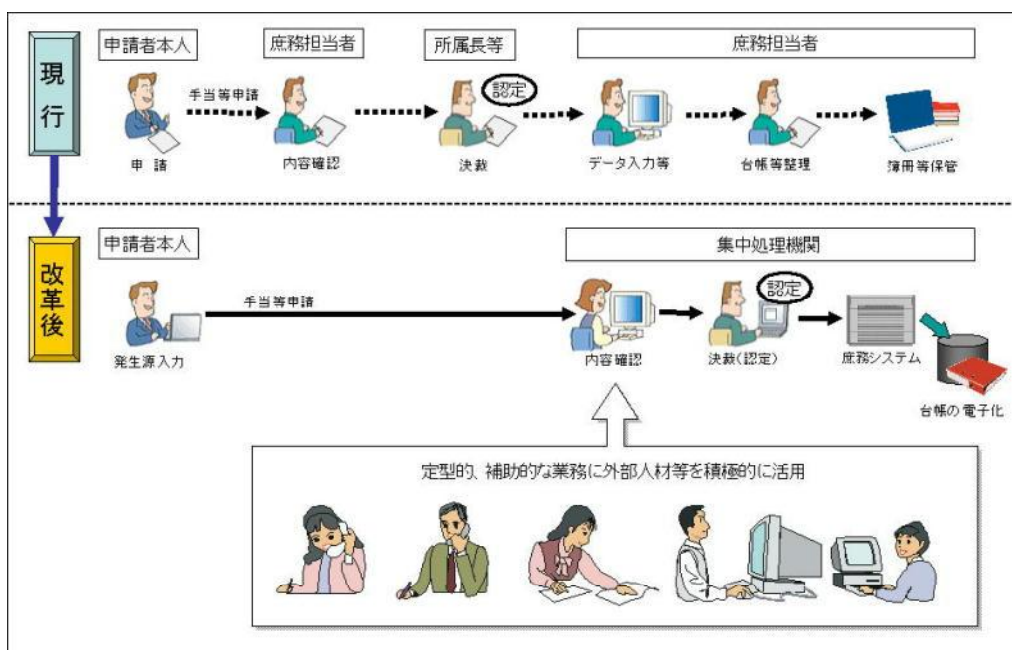 現行
申請者本人
庶務担当者
所属長等
庶務担当者
認定
手当等申請
申請
内容確認
決裁
データ入力等
台帳等整理
簿冊等保管
改革後
申請者本人
集中処理機関
認定
手当等申請
発生源入力
内容確認
決裁(認定)
庶務システム
台帳の電子化
定型的、補助的な業務に外部人材等を積極的に活用